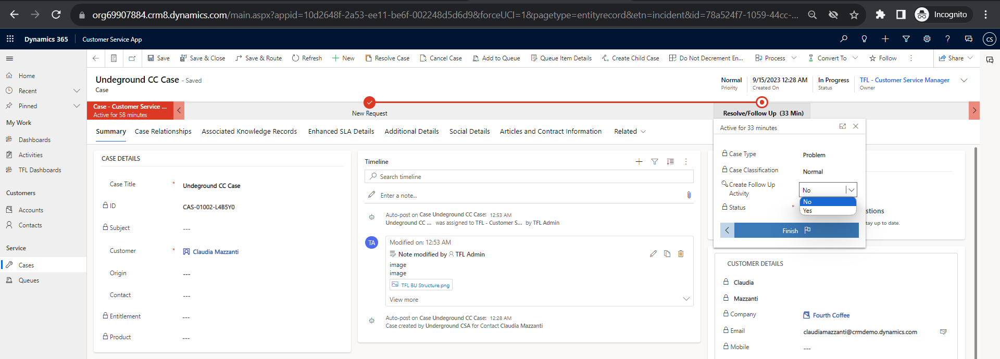 org69907884.crm8.dynamics.com/main.aspx?appid=10d2648f-2a53-ee11-be6f-002248d5d6d9&forceUCI=1&pagetype=entityrecord&etn=incident&id=78a524f7-1059-44cc-...
Incognito
Dynamics 365
Customer Service App
CS
Save
Save & Close
Save & Route
Refresh
New
Resolve Case
Cancel Case
Add to Queue
Queue Item Details
Create Child Case
Do Not Decrement En...
Process
Convert To
Follow
Share
Home
Recent
Pinned
My Work
Dashboards
Activities
TFL Dashboards
Customers
Accounts
Contacts
Service
Cases
Queues
Undeground CC Case - Saved
Case
Normal
Priority
9/15/2023 12:28 AM
Created On
In Progress
Status
TFL - Customer Service Manager
Owner
Case - Customer Service ...
Active for 58 minutes
New Request
Resolve/Follow Up (33 Min)
Summary
Case Relationships
Associated Knowledge Records
Enhanced SLA Details
Additional Details
Social Details
Articles and Contract Information
Related
CASE DETAILS
Case Title * Undeground CC Case
ID CAS-01002-L4B5Y0
Subject ---
Customer * Claudia Mazzanti
Origin ---
Contact ---
Entitlement ---
Product ---
Timeline
Search timeline
Enter a note...
Auto-post on Case Undeground CC Case: 12:53 AM
Undeground CC ... was assigned to TFL - Customer S... by TFL Admin
TA
Modified on: 12:53 AM
Note modified by TFL Admin
image
image
TFL BU Structure.png
View more
Auto-post on Case Undeground CC Case: 12:28 AM
Case created by Underground CSA for Contact Claudia Mazzanti
Active for 33 minutes
Case Type Problem
Case Classification Normal
Create Follow Up Activity No
No
Yes
Status *
Finish
stions
tay up to date.
CUSTOMER DETAILS
Claudia
Mazzanti
Company Fourth Coffee
Email claudiamazzanti@crmdemo.dynamics.com
Mobile ---